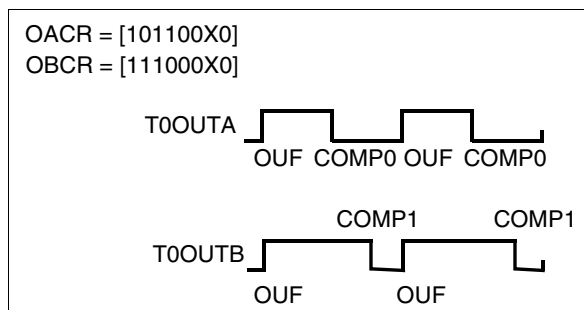 OACR = [101100X0]
OBCR = [111000X0]
T0OUTA
OUF COMP0 OUF COMP0
COMP1 COMP1
T0OUTB
OUF OUF